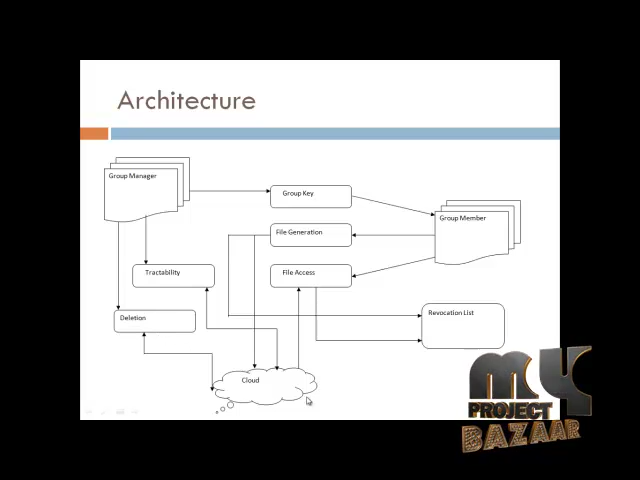 Architecture
Group Manager
Group Key
Group Member
File Generation
Tractability
File Access
Deletion
Revocation List
Cloud
MY
PROJECT
BAZAAR